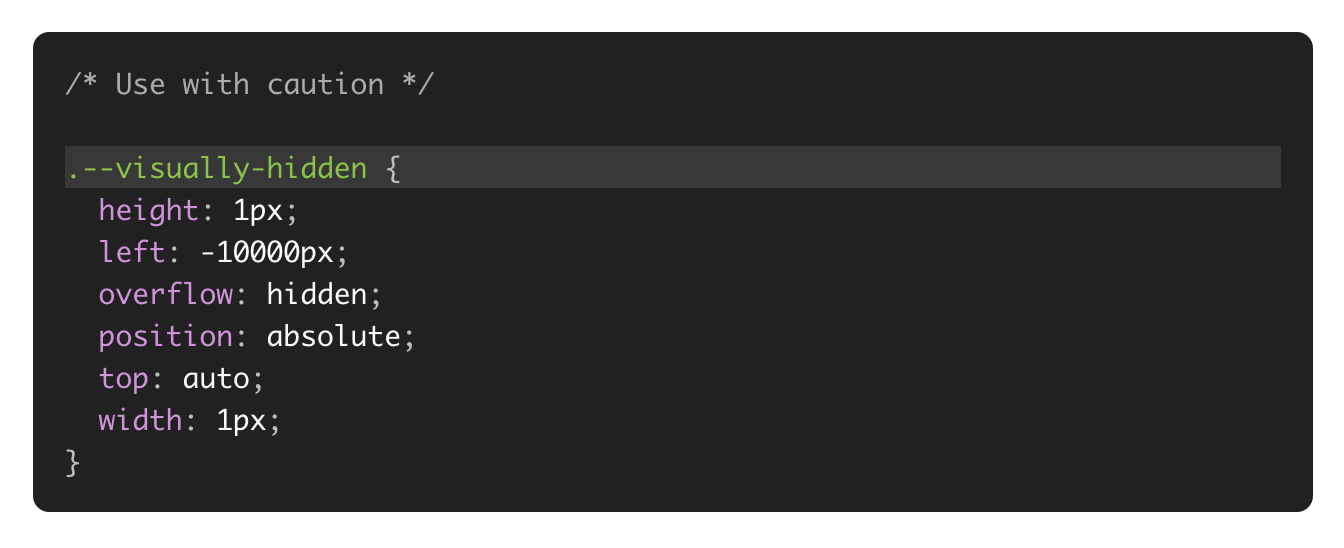 /* Use with caution */
.--visually-hidden {
height: 1px;
left: -10000px;
overflow: hidden;
position: absolute;
top: auto;
width: 1px;
}